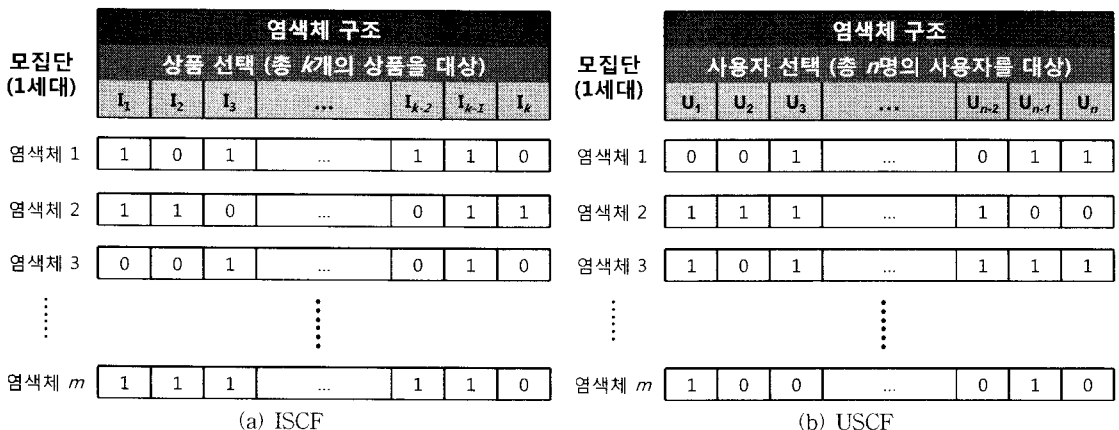 염색체 구조
모집단
(1세대)
상품 선택 (총 k개의 상품을 대상)
I1 I2 I3 ... Ik-2 Ik-1 Ik
염색체 1 1 0 1 ... 1 1 0
염색체 2 1 1 0 ... 0 1 1
염색체 3 0 0 1 ... 0 1 0
염색체 m 1 1 1 ... 1 1 0
(a) ISCF
염색체 구조
모집단
(1세대)
사용자 선택 (총 n명의 사용자를 대상)
U1 U2 U3 ... Un-2 Un-1 Un
염색체 1 0 0 1 ... 0 1 1
염색체 2 1 1 1 ... 1 0 0
염색체 3 1 0 1 ... 1 1 1
염색체 m 1 0 0 ... 0 1 0
(b) USCF